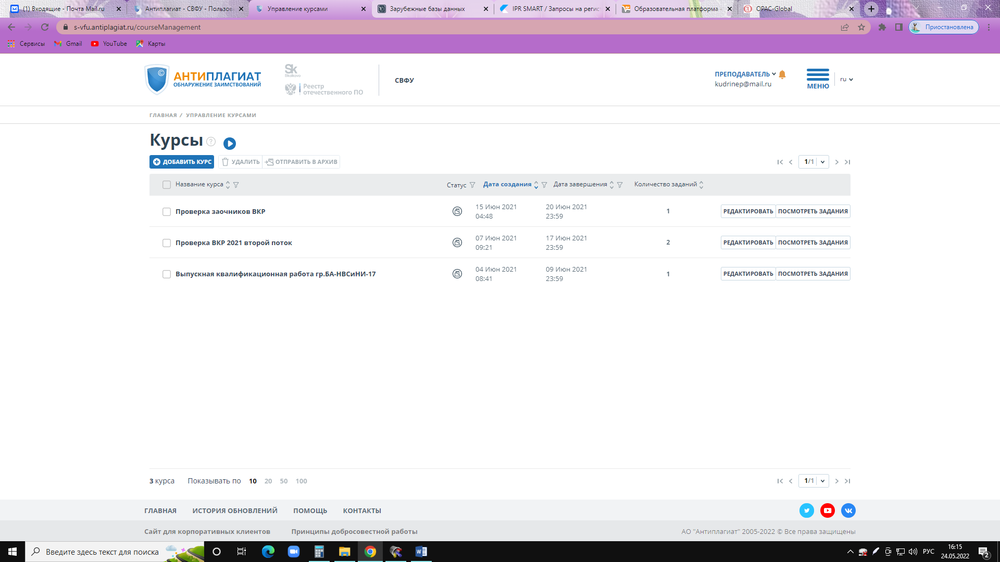 (1) Входящие - Почта Mail.ru
Антиплагиат - СВФУ - Пользов
Управление курсами
Зарубежные базы данных
IPR SMART / Запросы на регис
Образовательная платформа
OPAC-Global
s-vfu.antiplagiat.ru/courseManagement
Приостановлена
Сервисы
Gmail
YouTube
Карты
АНТИПЛАГИАТ
ОБНАРУЖЕНИЕ ЗАИМСТВОВАНИЙ
Sk
Skolkovo
Реестр
отечественного ПО
СВФУ
ПРЕПОДАВАТЕЛЬ
kudrinep@mail.ru
МЕНЮ
ru
ГЛАВНАЯ / УПРАВЛЕНИЕ КУРСАМИ
Курсы ?
ДОБАВИТЬ КУРС УДАЛИТЬ ОТПРАВИТЬ В АРХИВ 1/1
Название курса Статус Дата создания Дата завершения Количество заданий
Проверка заочников ВКР 15 Июн 2021 04:48 20 Июн 2021 23:59 1 РЕДАКТИРОВАТЬ ПОСМОТРЕТЬ ЗАДАНИЯ
Проверка ВКР 2021 второй поток 07 Июн 2021 09:21 17 Июн 2021 23:59 2 РЕДАКТИРОВАТЬ ПОСМОТРЕТЬ ЗАДАНИЯ
Выпускная квалификационная работа гр.БА-НВСиНИ-17 04 Июн 2021 08:41 09 Июн 2021 23:59 1 РЕДАКТИРОВАТЬ ПОСМОТРЕТЬ ЗАДАНИЯ
3 курса Показывать по 10 20 50 100 1/1
ГЛАВНАЯ ИСТОРИЯ ОБНОВЛЕНИЙ ПОМОЩЬ КОНТАКТЫ
Сайт для корпоративных клиентов Принципы добросовестной работы АО "Антиплагиат" 2005-2022 © Все права защищены
Введите здесь текст для поиска
РУС
16:15
24.05.2022
2